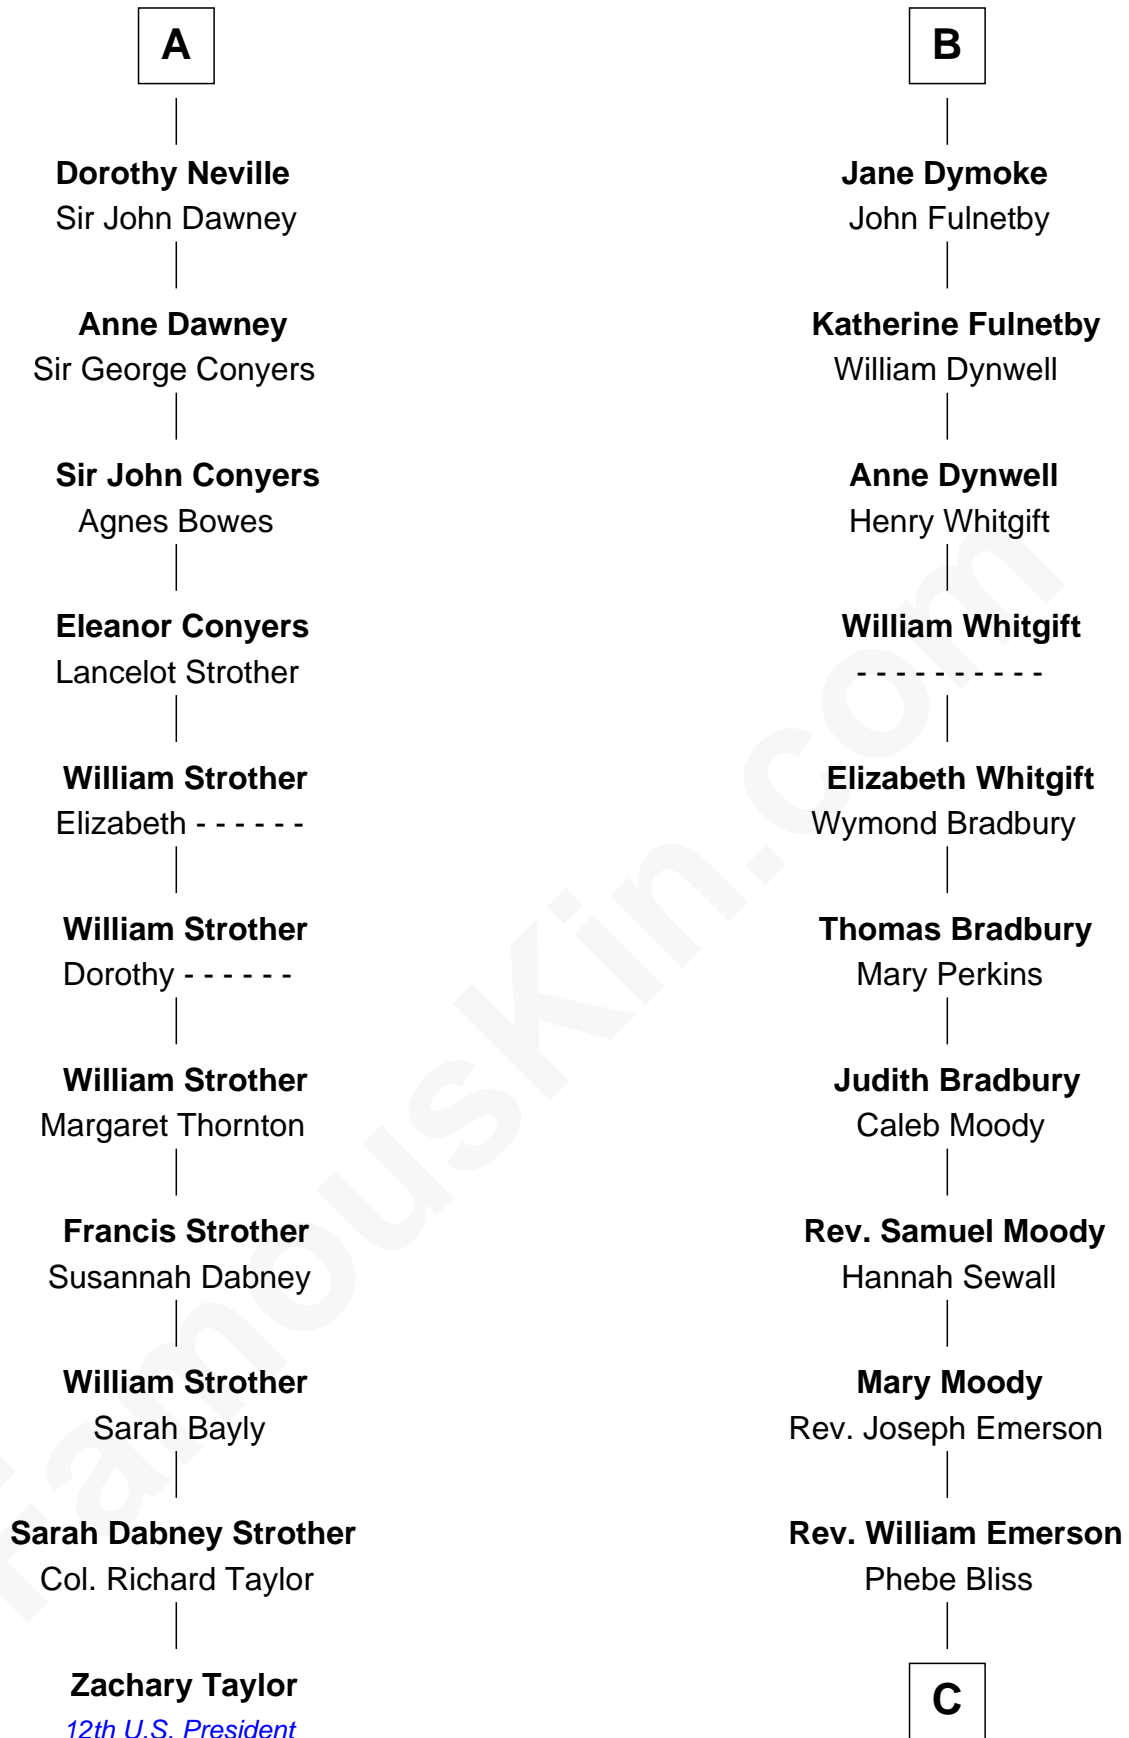 A
Dorothy Neville
Sir John Dawney
Anne Dawney
Sir George Conyers
Sir John Conyers
Agnes Bowes
Eleanor Conyers
Lancelot Strother
William Strother
Elizabeth - - - - - -
William Strother
Dorothy - - - - - -
William Strother
Margaret Thornton
Francis Strother
Susannah Dabney
William Strother
Sarah Bayly
Sarah Dabney Strother
Col. Richard Taylor
Zachary Taylor
12th U.S. President
B
Jane Dymoke
John Fulnetby
Katherine Fulnetby
William Dynwell
Anne Dynwell
Henry Whitgift
William Whitgift
- - - - - - - - - -
Elizabeth Whitgift
Wymond Bradbury
Thomas Bradbury
Mary Perkins
Judith Bradbury
Caleb Moody
Rev. Samuel Moody
Hannah Sewall
Mary Moody
Rev. Joseph Emerson
Rev. William Emerson
Phebe Bliss
C
FamousKin.com